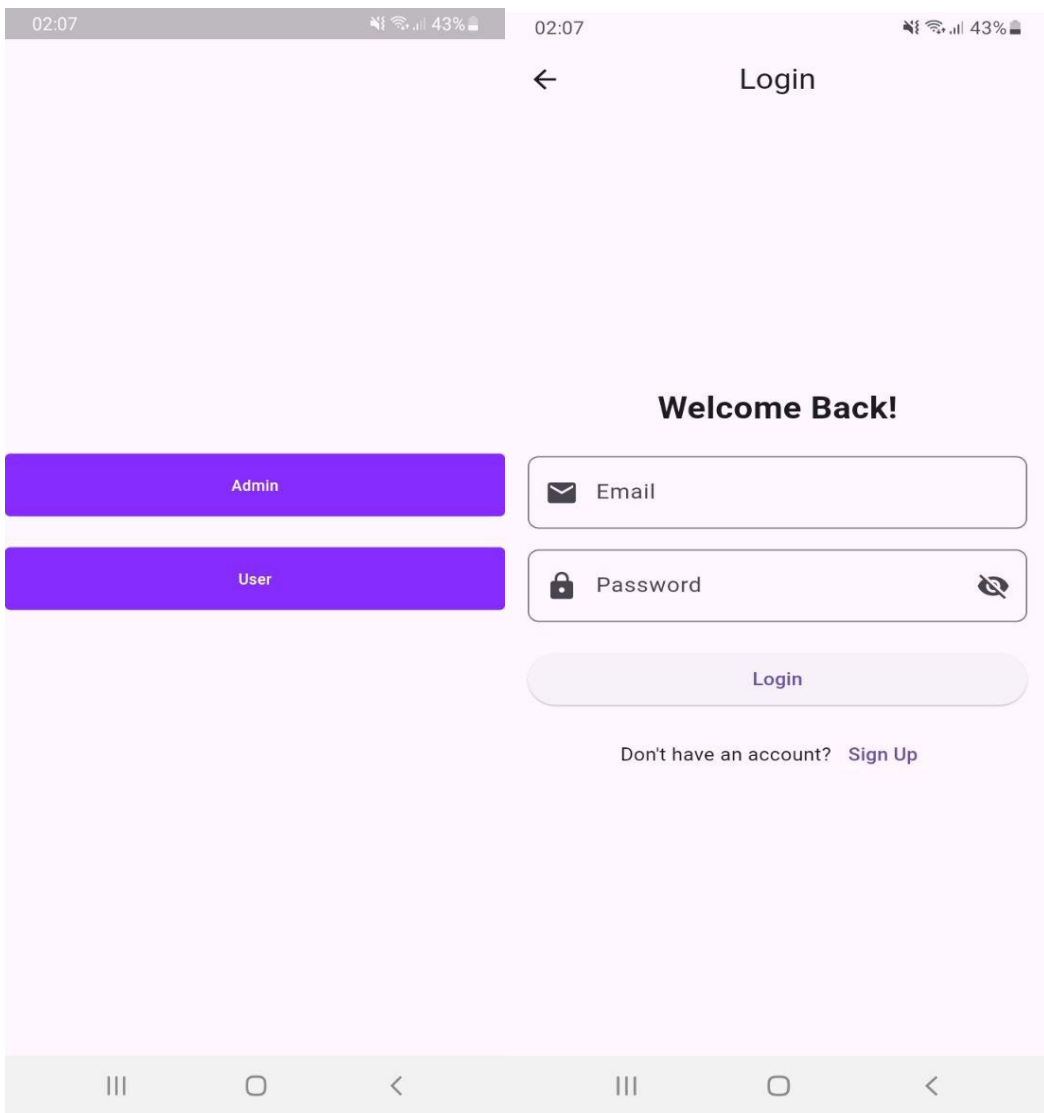 02:07
43%
Admin
User
02:07
43%
Login
Welcome Back!
Email
Password
Login
Don't have an account? Sign Up